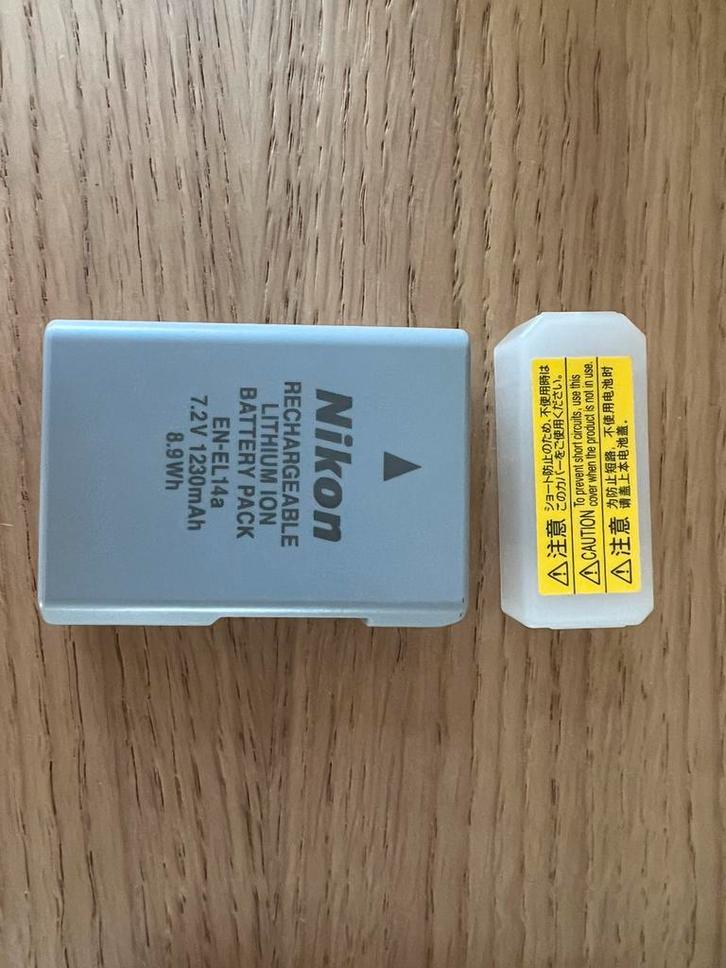 Nikon
RECHARGEABLE
LITHIUM ION
BATTERY PACK
EN-EL14a
7.2V 1230mAh
8.9Wh
注意 ショート防止のため、不使用時は
このカバーをご使用ください。
CAUTION To prevent short circuits, use this
cover when the product is not in use.
注意 为防止短路，不使用电池时
请盖上本电池盖。